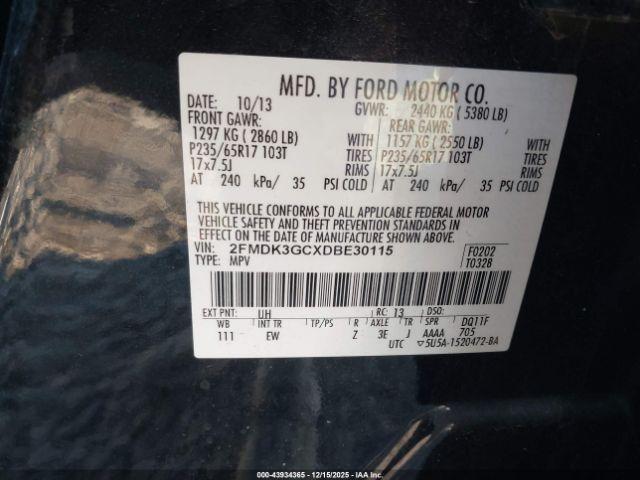 MFD. BY FORD MOTOR CO.
DATE: 10/13 GVWR: 2440 KG ( 5380 LB)
FRONT GAWR: REAR GAWR:
1297 KG ( 2860 LB) WITH 1157 KG ( 2550 LB) WITH
P235/65R17 103T TIRES P235/65R17 103T TIRES
17x7.5J RIMS 17x7.5J RIMS
AT 240 kPa/ 35 PSI COLD AT 240 kPa/ 35 PSI COLD
THIS VEHICLE CONFORMS TO ALL APPLICABLE FEDERAL MOTOR
VEHICLE SAFETY AND THEFT PREVENTION STANDARDS IN
EFFECT ON THE DATE OF MANUFACTURE SHOWN ABOVE.
VIN: 2FMDK3GCXDBE30115 F0202
TYPE: MPV T0328
EXT PNT: UH RC: 13 DSO:
WB INT TR TP/PS R AXLE TR SPR DQ11F
111 EW Z 3E J AAAA 705
UTC ▽5U5A-1520472-BA
000-43934365 - 12/15/2025 - IAA, Inc.